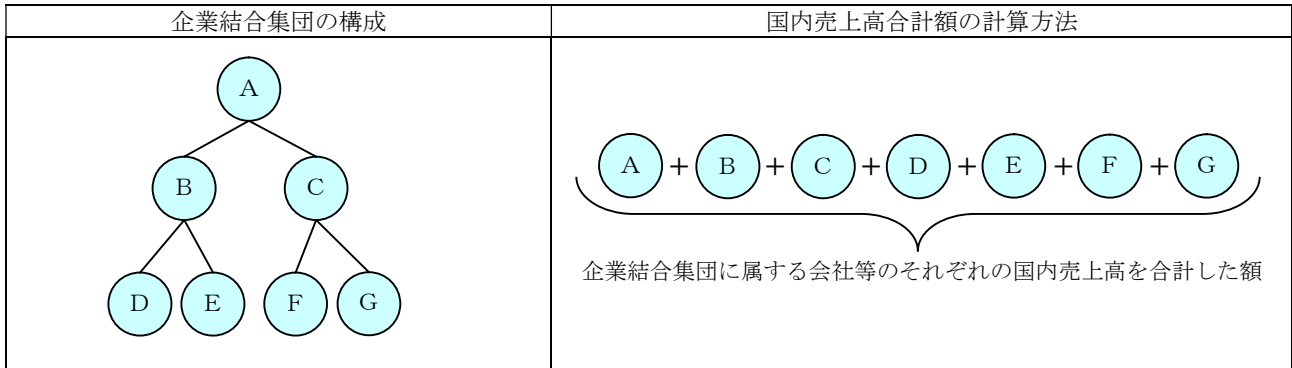 企業結合集団の構成
国内売上高合計額の計算方法
A
B C
D E F G
A + B + C + D + E + F + G
企業結合集団に属する会社等のそれぞれの国内売上高を合計した額